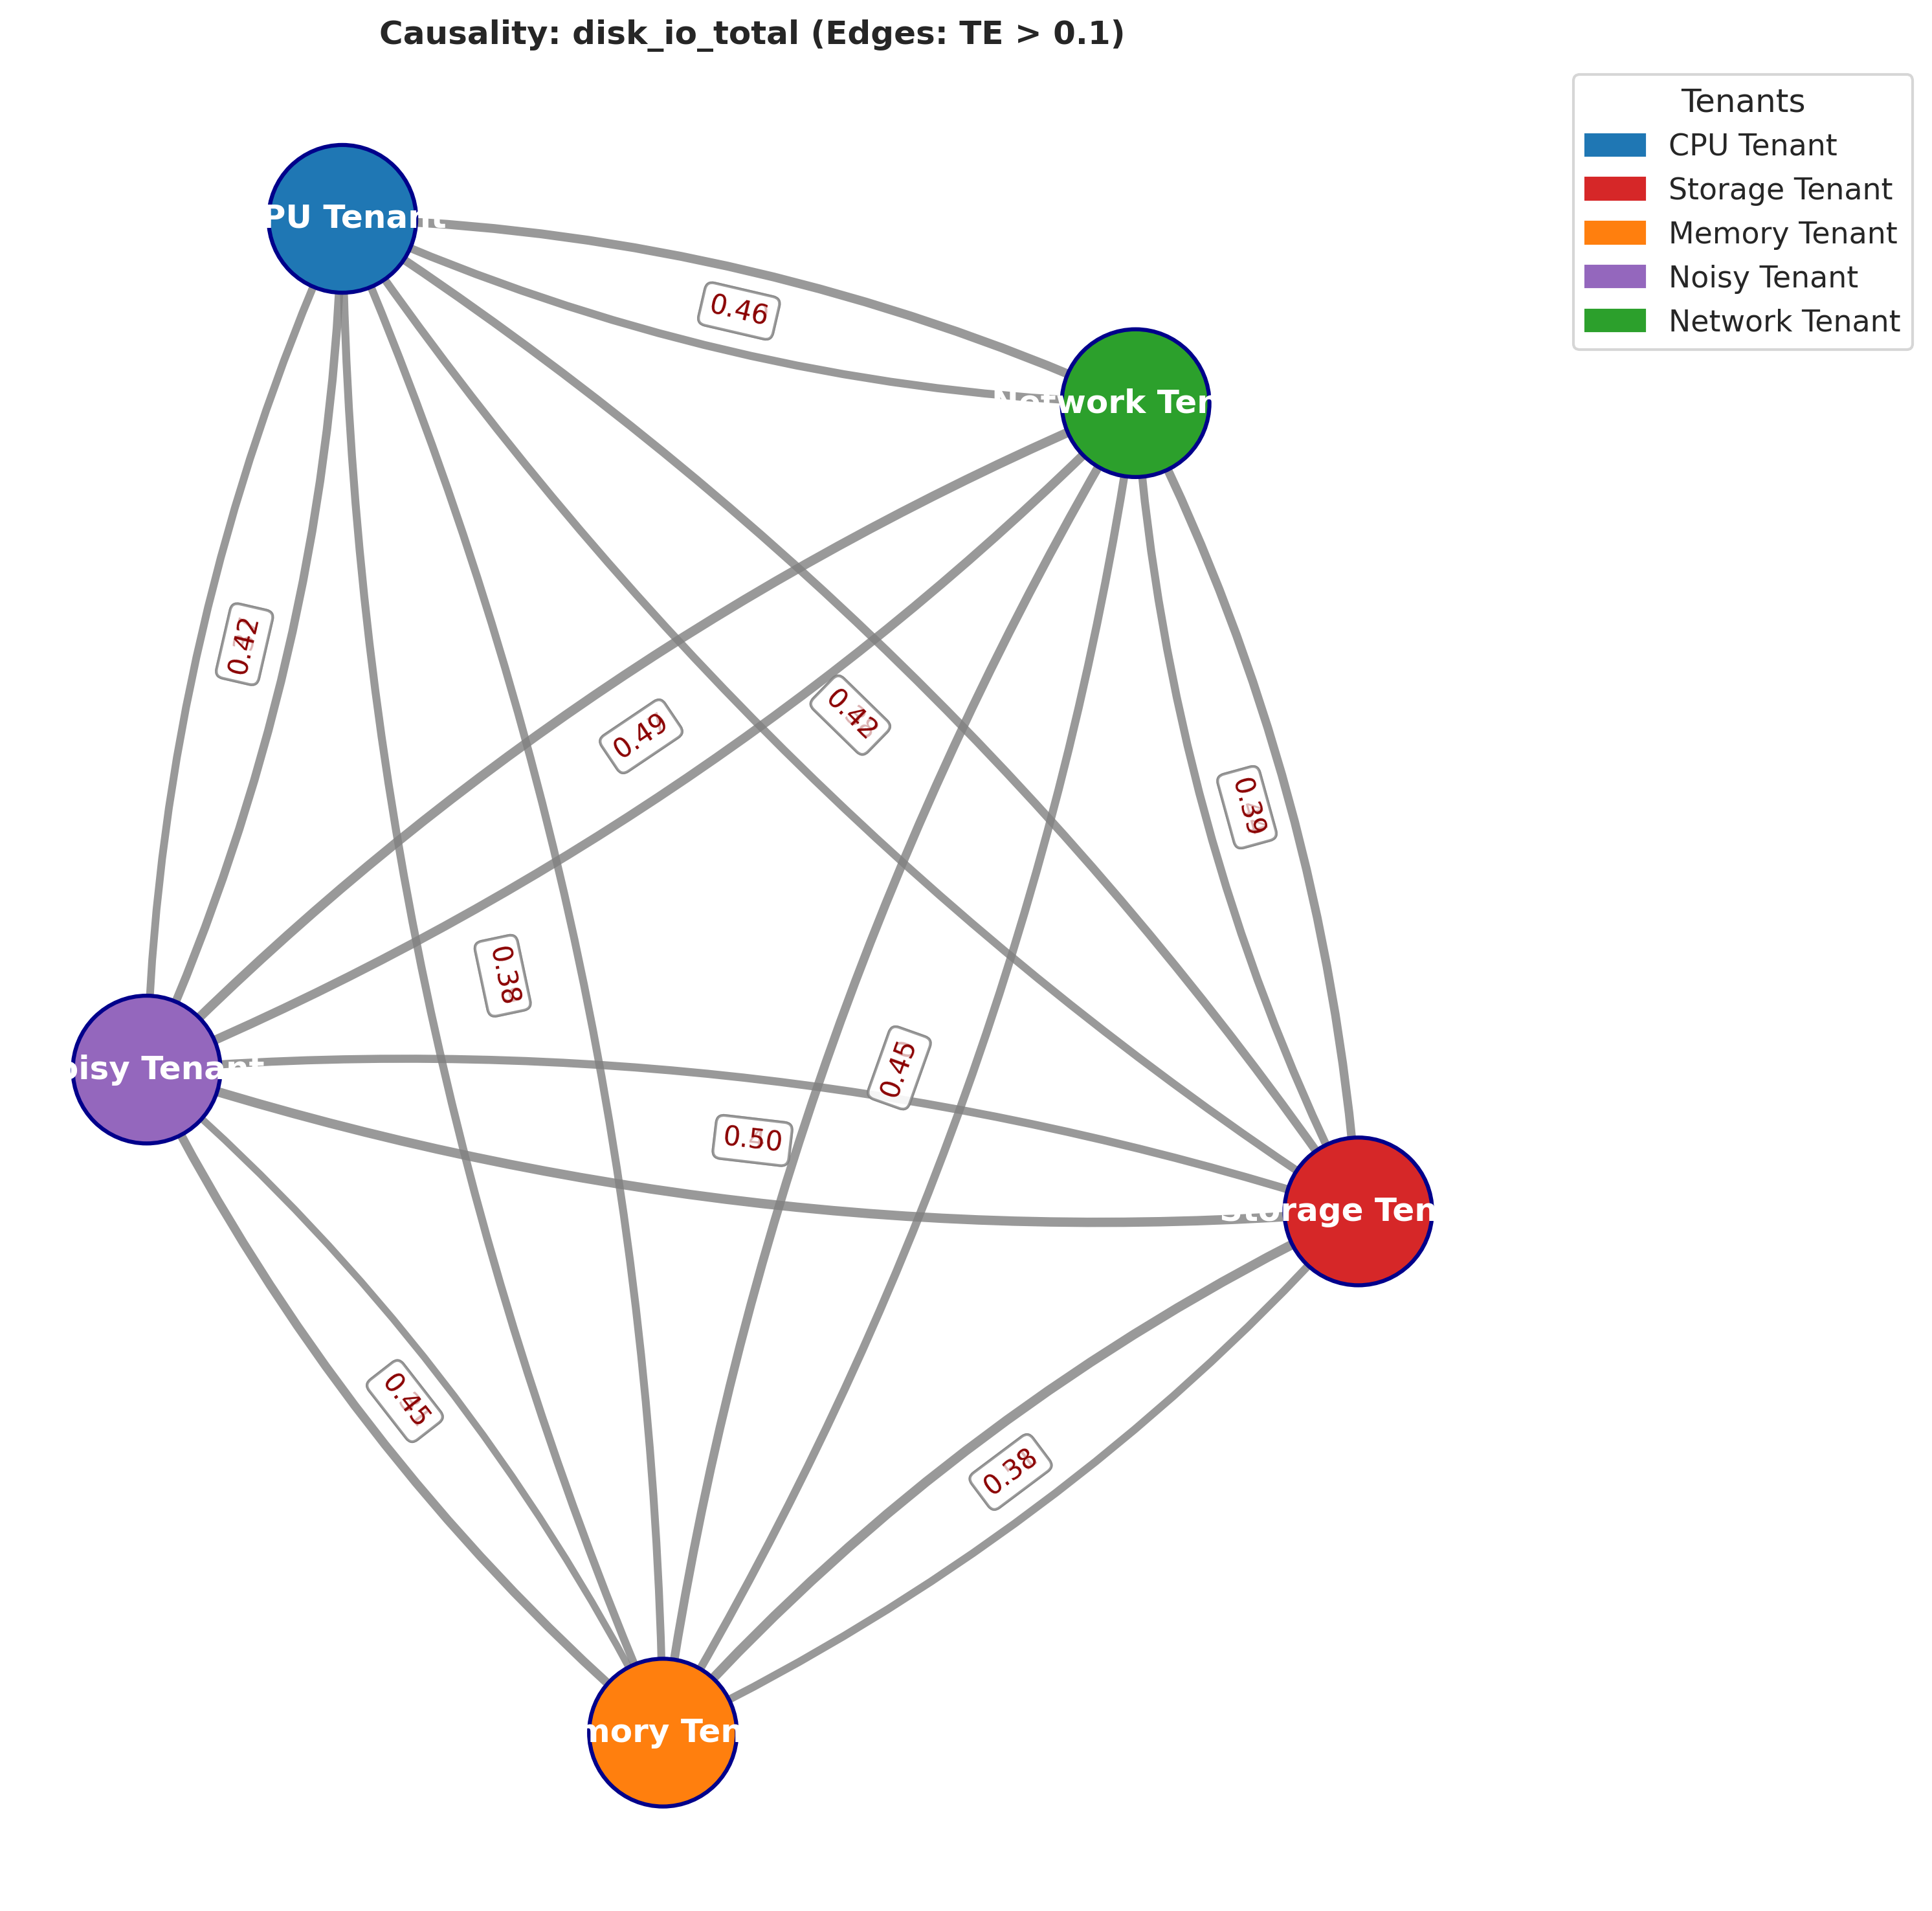 Causality: disk_io_total (Edges: TE > 0.1)
Tenants
CPU Tenant
Storage Tenant
Memory Tenant
Noisy Tenant
Network Tenant
PU Tenant
0.46
Network Ten
0.42
0.49
0.42
0.39
0.38
oisy Tenant
0.45
0.50
Storage Ten
0.45
0.38
mory Ten